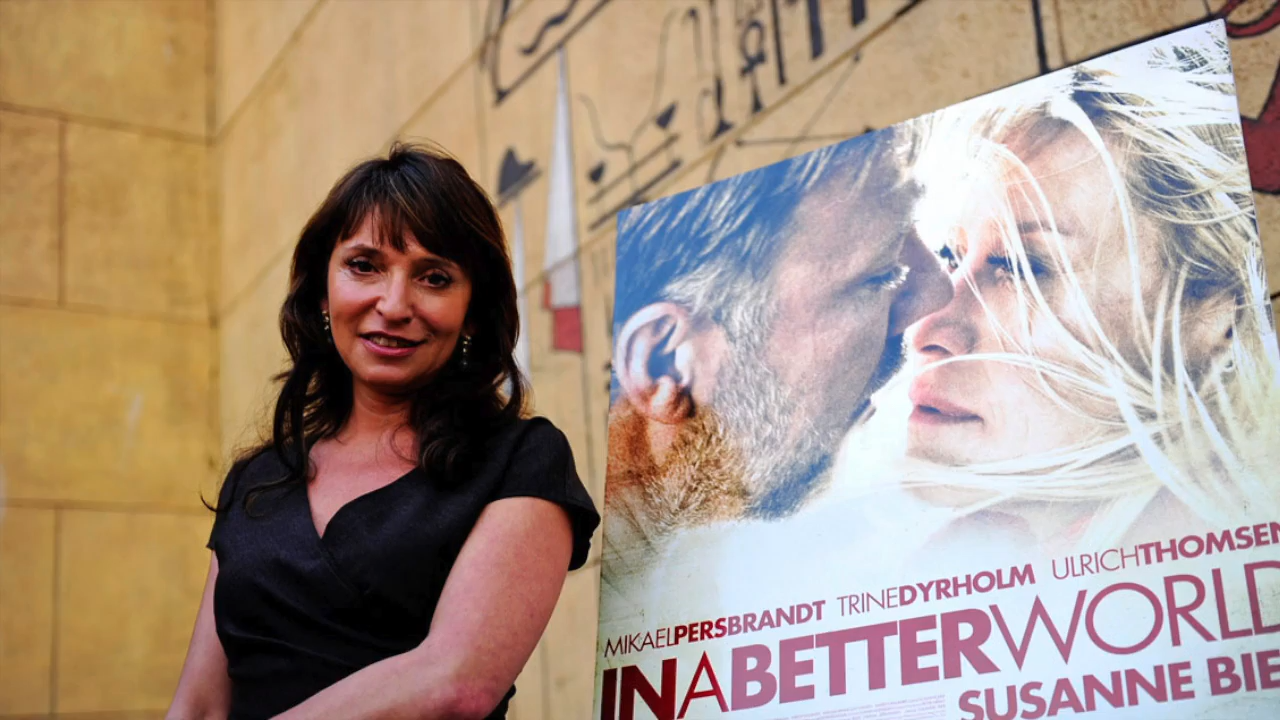 MIKAELPERSBRANDT TRINEDYRHOLM ULRICHTHOMSEN
INABETTERWORLD
SUSANNE BIE